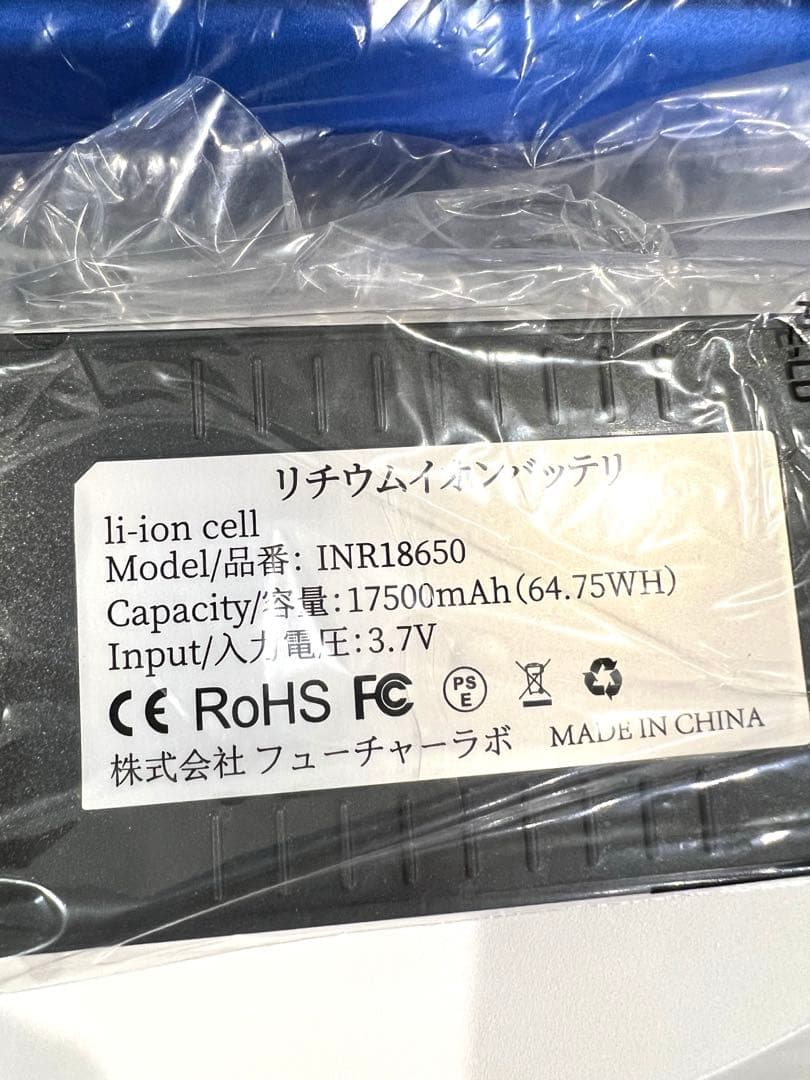 リチウムイオンバッテリ
li-ion cell
Model/品番: INR18650
Capacity/容量:17500mAh(64.75WH)
Input/入力電圧:3.7V
CE RoHS FC PSE
株式会社 フューチャーラボ MADE IN CHINA